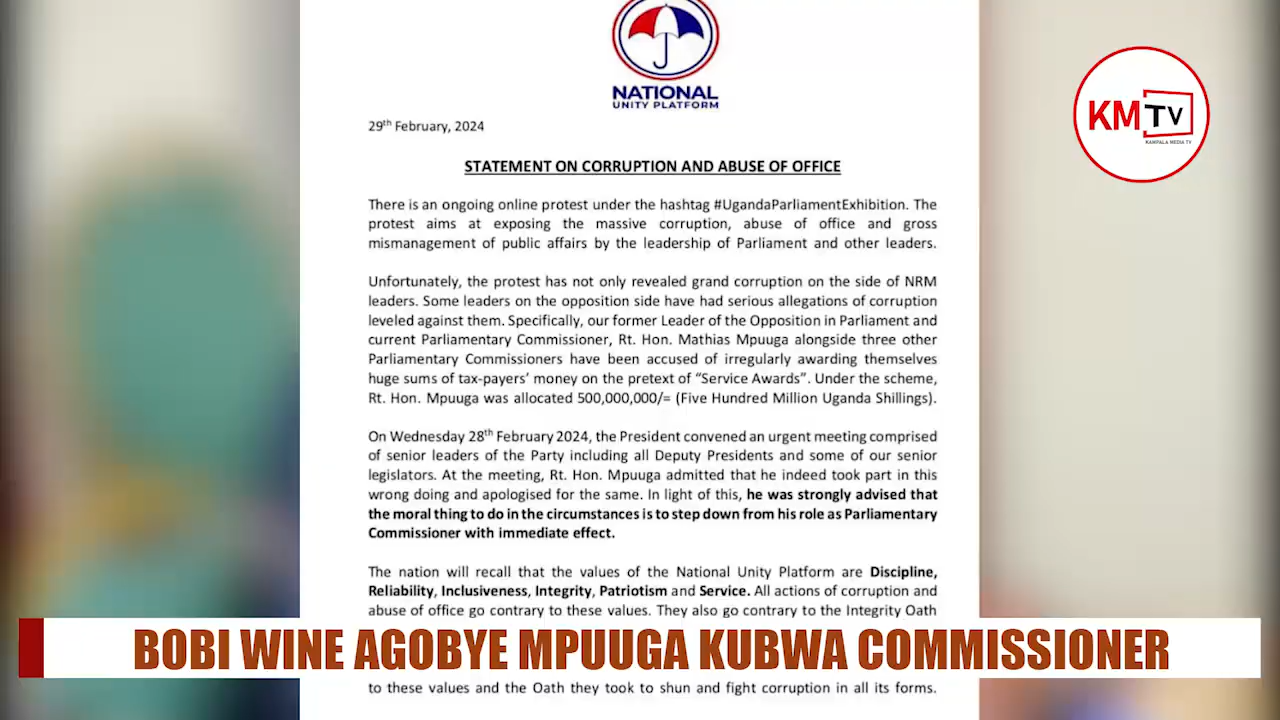 NATIONAL
UNITY PLATFORM
KMTV
KAMPALA MEDIA TV
29th February, 2024
STATEMENT ON CORRUPTION AND ABUSE OF OFFICE
There is an ongoing online protest under the hashtag #UgandaParliamentExhibition. The
protest aims at exposing the massive corruption, abuse of office and gross
mismanagement of public affairs by the leadership of Parliament and other leaders.
Unfortunately, the protest has not only revealed grand corruption on the side of NRM
leaders. Some leaders on the opposition side have had serious allegations of corruption
leveled against them. Specifically, our former Leader of the Opposition in Parliament and
current Parliamentary Commissioner, Rt. Hon. Mathias Mpuuga alongside three other
Parliamentary Commissioners have been accused of irregularly awarding themselves
huge sums of tax-payers’ money on the pretext of “Service Awards”. Under the scheme,
Rt. Hon. Mpuuga was allocated 500,000,000/= (Five Hundred Million Uganda Shillings).
On Wednesday 28th February 2024, the President convened an urgent meeting comprised
of senior leaders of the Party including all Deputy Presidents and some of our senior
legislators. At the meeting, Rt. Hon. Mpuuga admitted that he indeed took part in this
wrong doing and apologised for the same. In light of this, he was strongly advised that
the moral thing to do in the circumstances is to step down from his role as Parliamentary
Commissioner with immediate effect.
The nation will recall that the values of the National Unity Platform are Discipline,
Reliability, Inclusiveness, Integrity, Patriotism and Service. All actions of corruption and
abuse of office go contrary to these values. They also go contrary to the Integrity Oath
BOBI WINE AGOBYE MPUUGA KUBWA COMMISSIONER
to these values and the Oath they took to shun and fight corruption in all its forms.